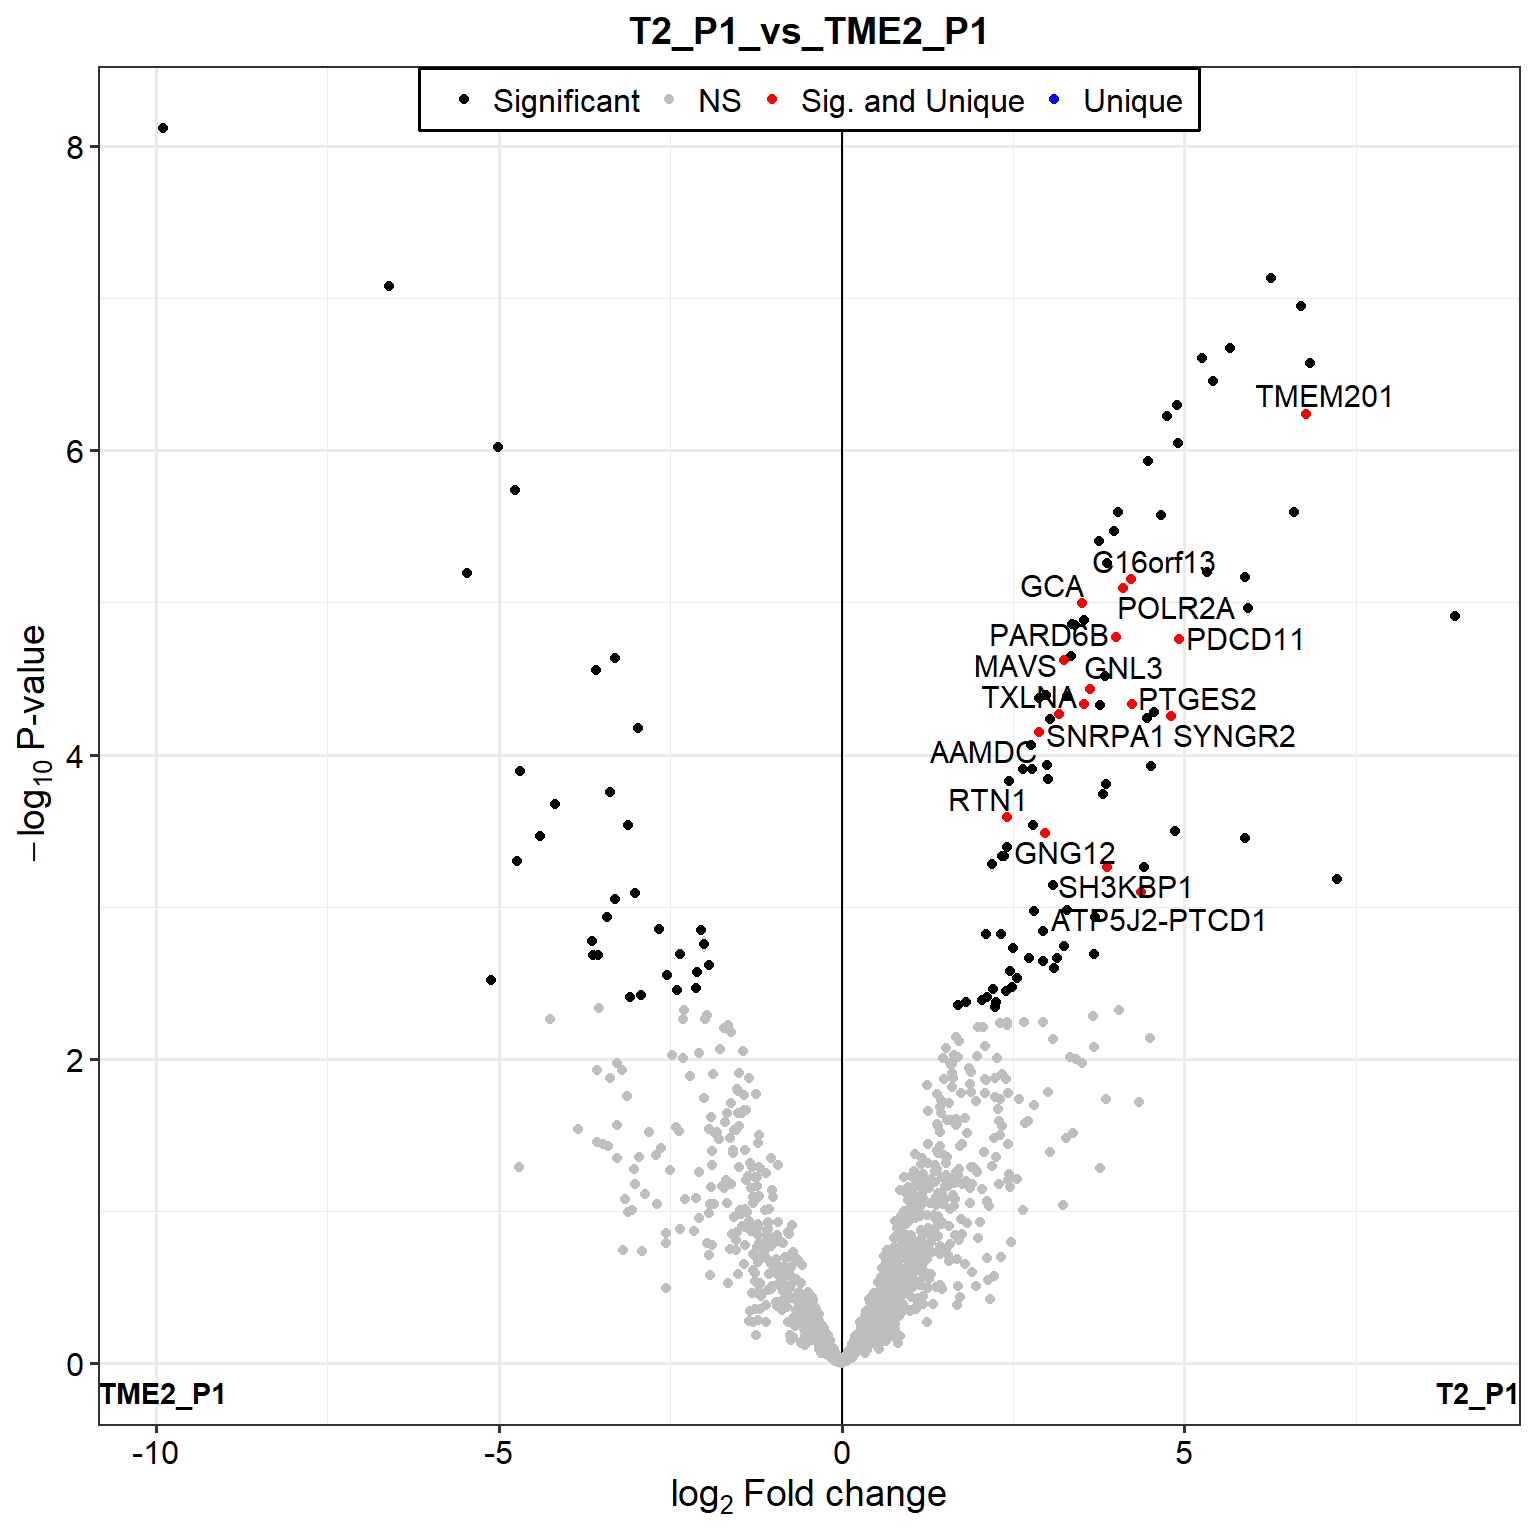 T2_P1_vs_TME2_P1
Significant NS Sig. and Unique Unique
8
6
4
2
0
−log10 P-value
TMEM201
C16orf13
GCA
POLR2A
PARD6B
PDCD11
MAVS
GNL3
TXLNA
PTGES2
SNRPA1
SYNGR2
AAMDC
RTN1
GNG12
SH3KBP1
ATP5J2-PTCD1
TME2_P1
T2_P1
-10
-5
0
5
log2 Fold change